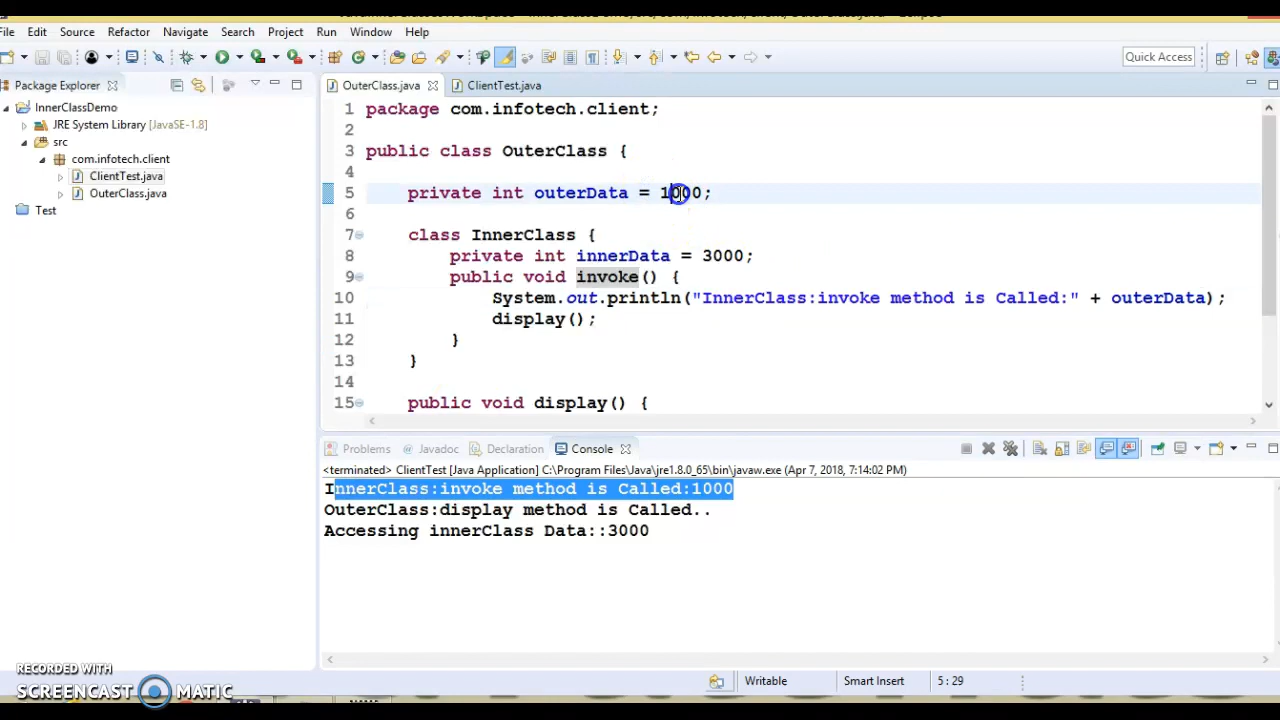 File Edit Source Refactor Navigate Search Project Run Window Help
Quick Access
Package Explorer
OuterClass.java
ClientTest.java
InnerClassDemo
JRE System Library [JavaSE-1.8]
src
com.infotech.client
ClientTest.java
OuterClass.java
Test
1 package com.infotech.client;
2
3 public class OuterClass {
4
5 private int outerData = 1000;
6
7 class InnerClass {
8 private int innerData = 3000;
9 public void invoke() {
10 System.out.println("InnerClass:invoke method is Called:" + outerData);
11 display();
12 }
13 }
14
15 public void display() {
Problems Javadoc Declaration Console
<terminated> ClientTest [Java Application] C:\Program Files\Java\jre1.8.0_65\bin\javaw.exe (Apr 7, 2018, 7:14:02 PM)
InnerClass:invoke method is Called:1000
OuterClass:display method is Called..
Accessing innerClass Data::3000
Writable Smart Insert 5 : 29
RECORDED WITH
SCREENCAST MATIC